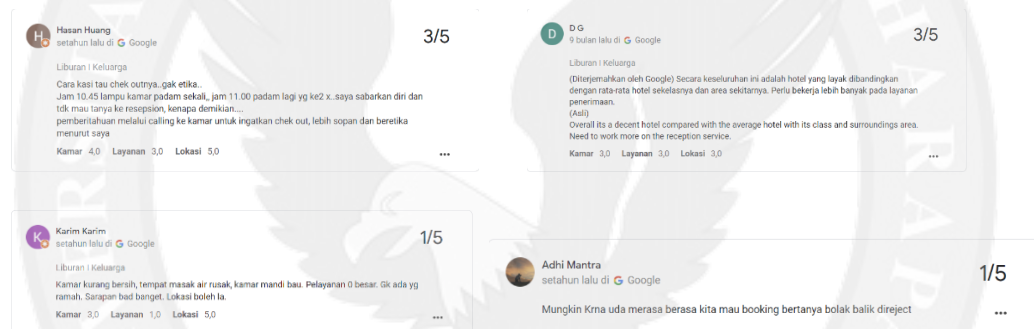 Hasan Huang
setahun lalu di Google
3/5
Liburan | Keluarga
Cara kasi tau chek outnya..gak etika..
Jam 10.45 lampu kamar padam sekali,, jam 11.00 padam lagi yg ke2 x..saya sabarkan diri dan
tdk mau tanya ke resepsion, kenapa demikian....
pemberitahuan melalui calling ke kamar untuk ingatkan chek out, lebih sopan dan beretika
menurut saya
Kamar 4,0 Layanan 3,0 Lokasi 5,0
D G
9 bulan lalu di Google
3/5
Liburan | Keluarga
(Diterjemahkan oleh Google) Secara keseluruhan ini adalah hotel yang layak dibandingkan
dengan rata-rata hotel sekelasnya dan area sekitarnya. Perlu bekerja lebih banyak pada layanan
penerimaan.
(Asli)
Overall its a decent hotel compared with the average hotel with its class and surroundings area.
Need to work more on the reception service.
Kamar 3,0 Layanan 3,0 Lokasi 3,0
Karim Karim
setahun lalu di Google
1/5
Liburan | Keluarga
Kamar kurang bersih, tempat masak air rusak, kamar mandi bau. Pelayanan 0 besar. Gk ada yg
ramah. Sarapan bad banget. Lokasi boleh la.
Kamar 3,0 Layanan 1,0 Lokasi 5,0
Adhi Mantra
setahun lalu di Google
1/5
Mungkin Krna uda merasa berasa kita mau booking bertanya bolak balik direject